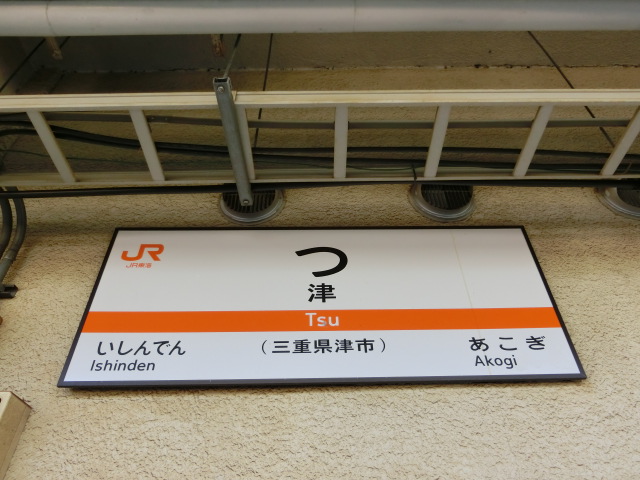 JR
JR東海
つ
津
Tsu
いしんでん
Ishinden
（三重県津市）
あこぎ
Akogi